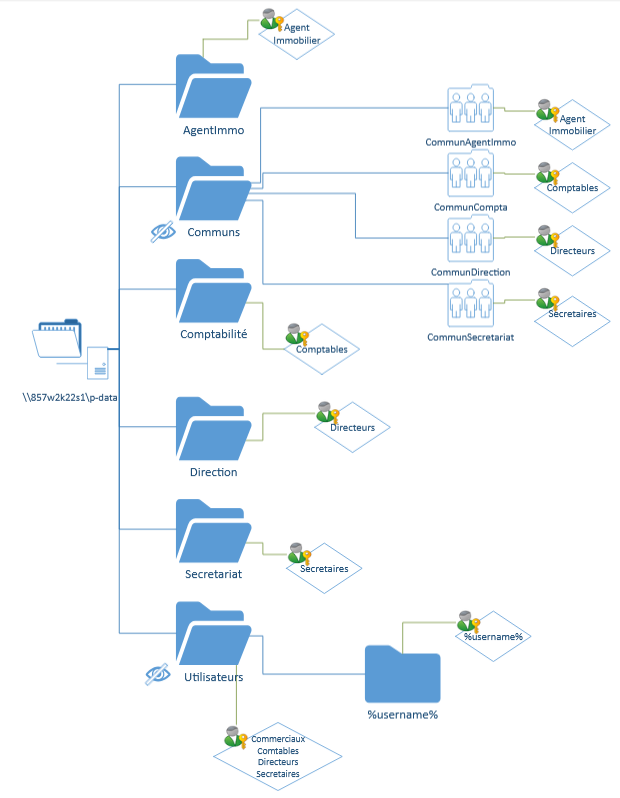 Agent
Immobilier
AgentImmo
Agent
Immobilier
CommunAgentImmo
Comptables
CommunCompta
Communs
Directeurs
CommunDirection
Secretaires
CommunSecretariat
Comptabilité
Comptables
\\857w2k22s1\p-data
Directeurs
Direction
Secretaires
Secretariat
%username%
Utilisateurs
%username%
Commerciaux
Comtables
Directeurs
Secretaires